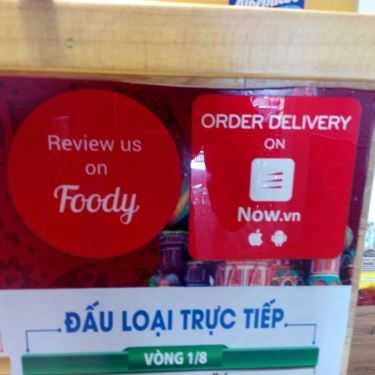 Review us
on
Foody
ORDER DELIVERY
ON
Now.vn
ĐẤU LOẠI TRỰC TIẾP
VÒNG 1/8